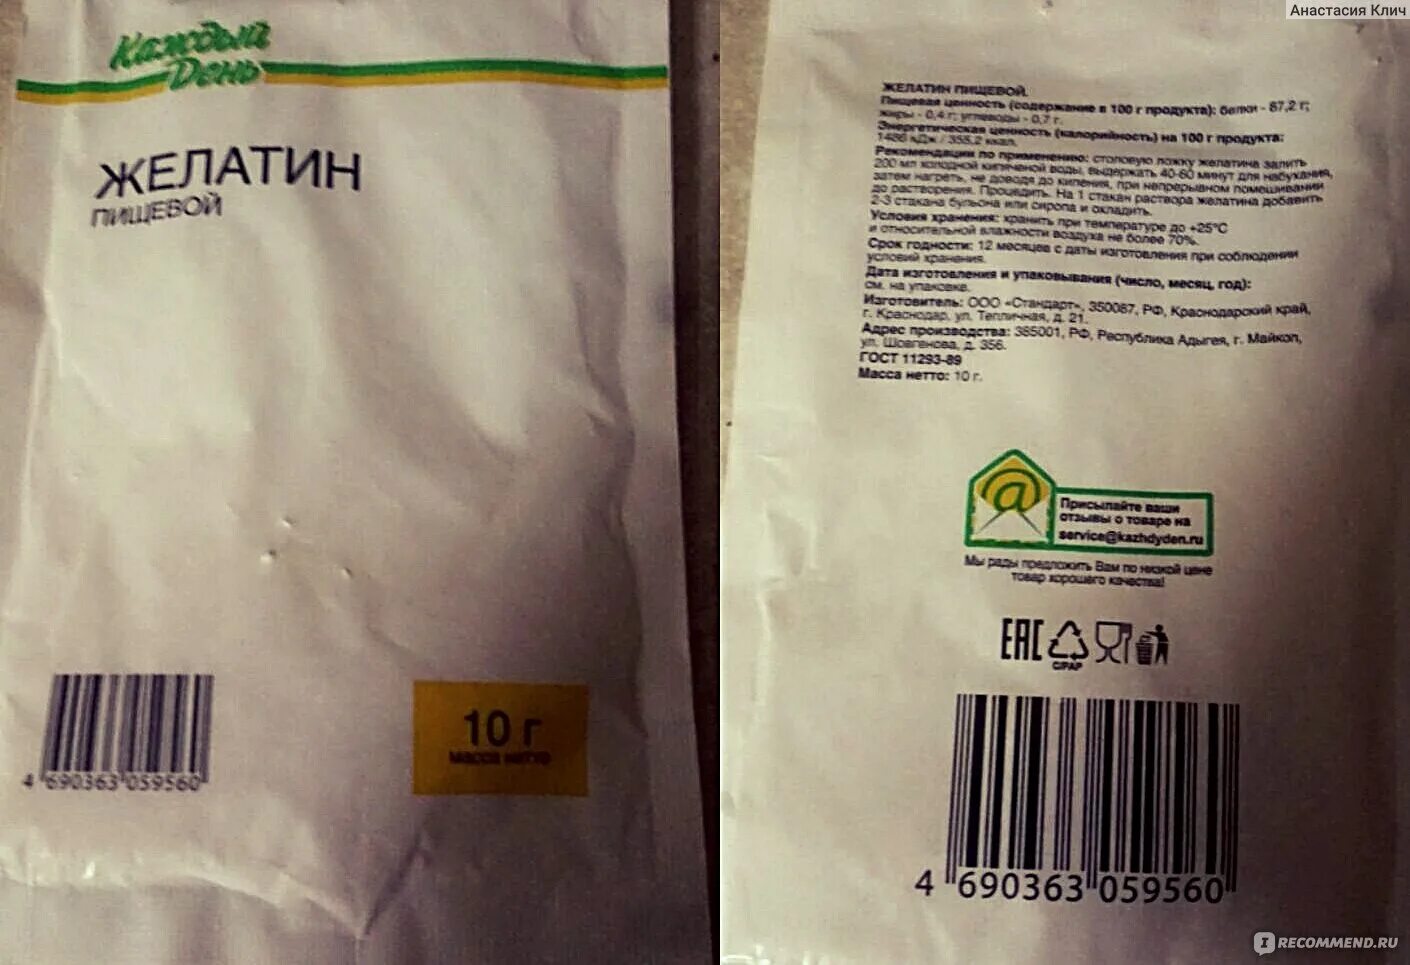 Каждый
День
ЖЕЛАТИН
ПИЩЕВОЙ
4 690363 059560
10 г
масса нетто
Анастасия Клич
ЖЕЛАТИН ПИЩЕВОЙ.
Пищевая ценность (содержание в 100 г продукта): белки - 87,2 г;
жиры - 0,4 г; углеводы - 0,7 г.
Энергетическая ценность (калорийность) на 100 г продукта:
1486 кДж / 355,2 ккал.
Рекомендации по применению: столовую ложку желатина залить
200 мл холодной кипяченой воды, выдержать 40-60 минут для набухания,
затем нагреть, не доводя до кипения, при непрерывном помешивании
до растворения. Процедить. На 1 стакан раствора желатина добавить
2-3 стакана бульона или сиропа и охладить.
Условия хранения: хранить при температуре до +25°С
и относительной влажности воздуха не более 70%.
Срок годности: 12 месяцев с даты изготовления при соблюдении
условий хранения.
Дата изготовления и упаковывания (число, месяц, год):
см. на упаковке.
Изготовитель: ООО «Стандарт», 350087, РФ, Краснодарский край,
г. Краснодар, ул. Тепличная, д. 21.
Адрес производства: 385001, РФ, Республика Адыгея, г. Майкоп,
ул. Шовгенова, д. 356.
ГОСТ 11293-89
Масса нетто: 10 г.
Присылайте ваши
отзывы о товаре на
service@kazhdyden.ru
Мы рады предложить Вам по низкой цене
товар хорошего качества!
ЕАС
C/PAP
4 690363 059560
IRECOMMEND.RU